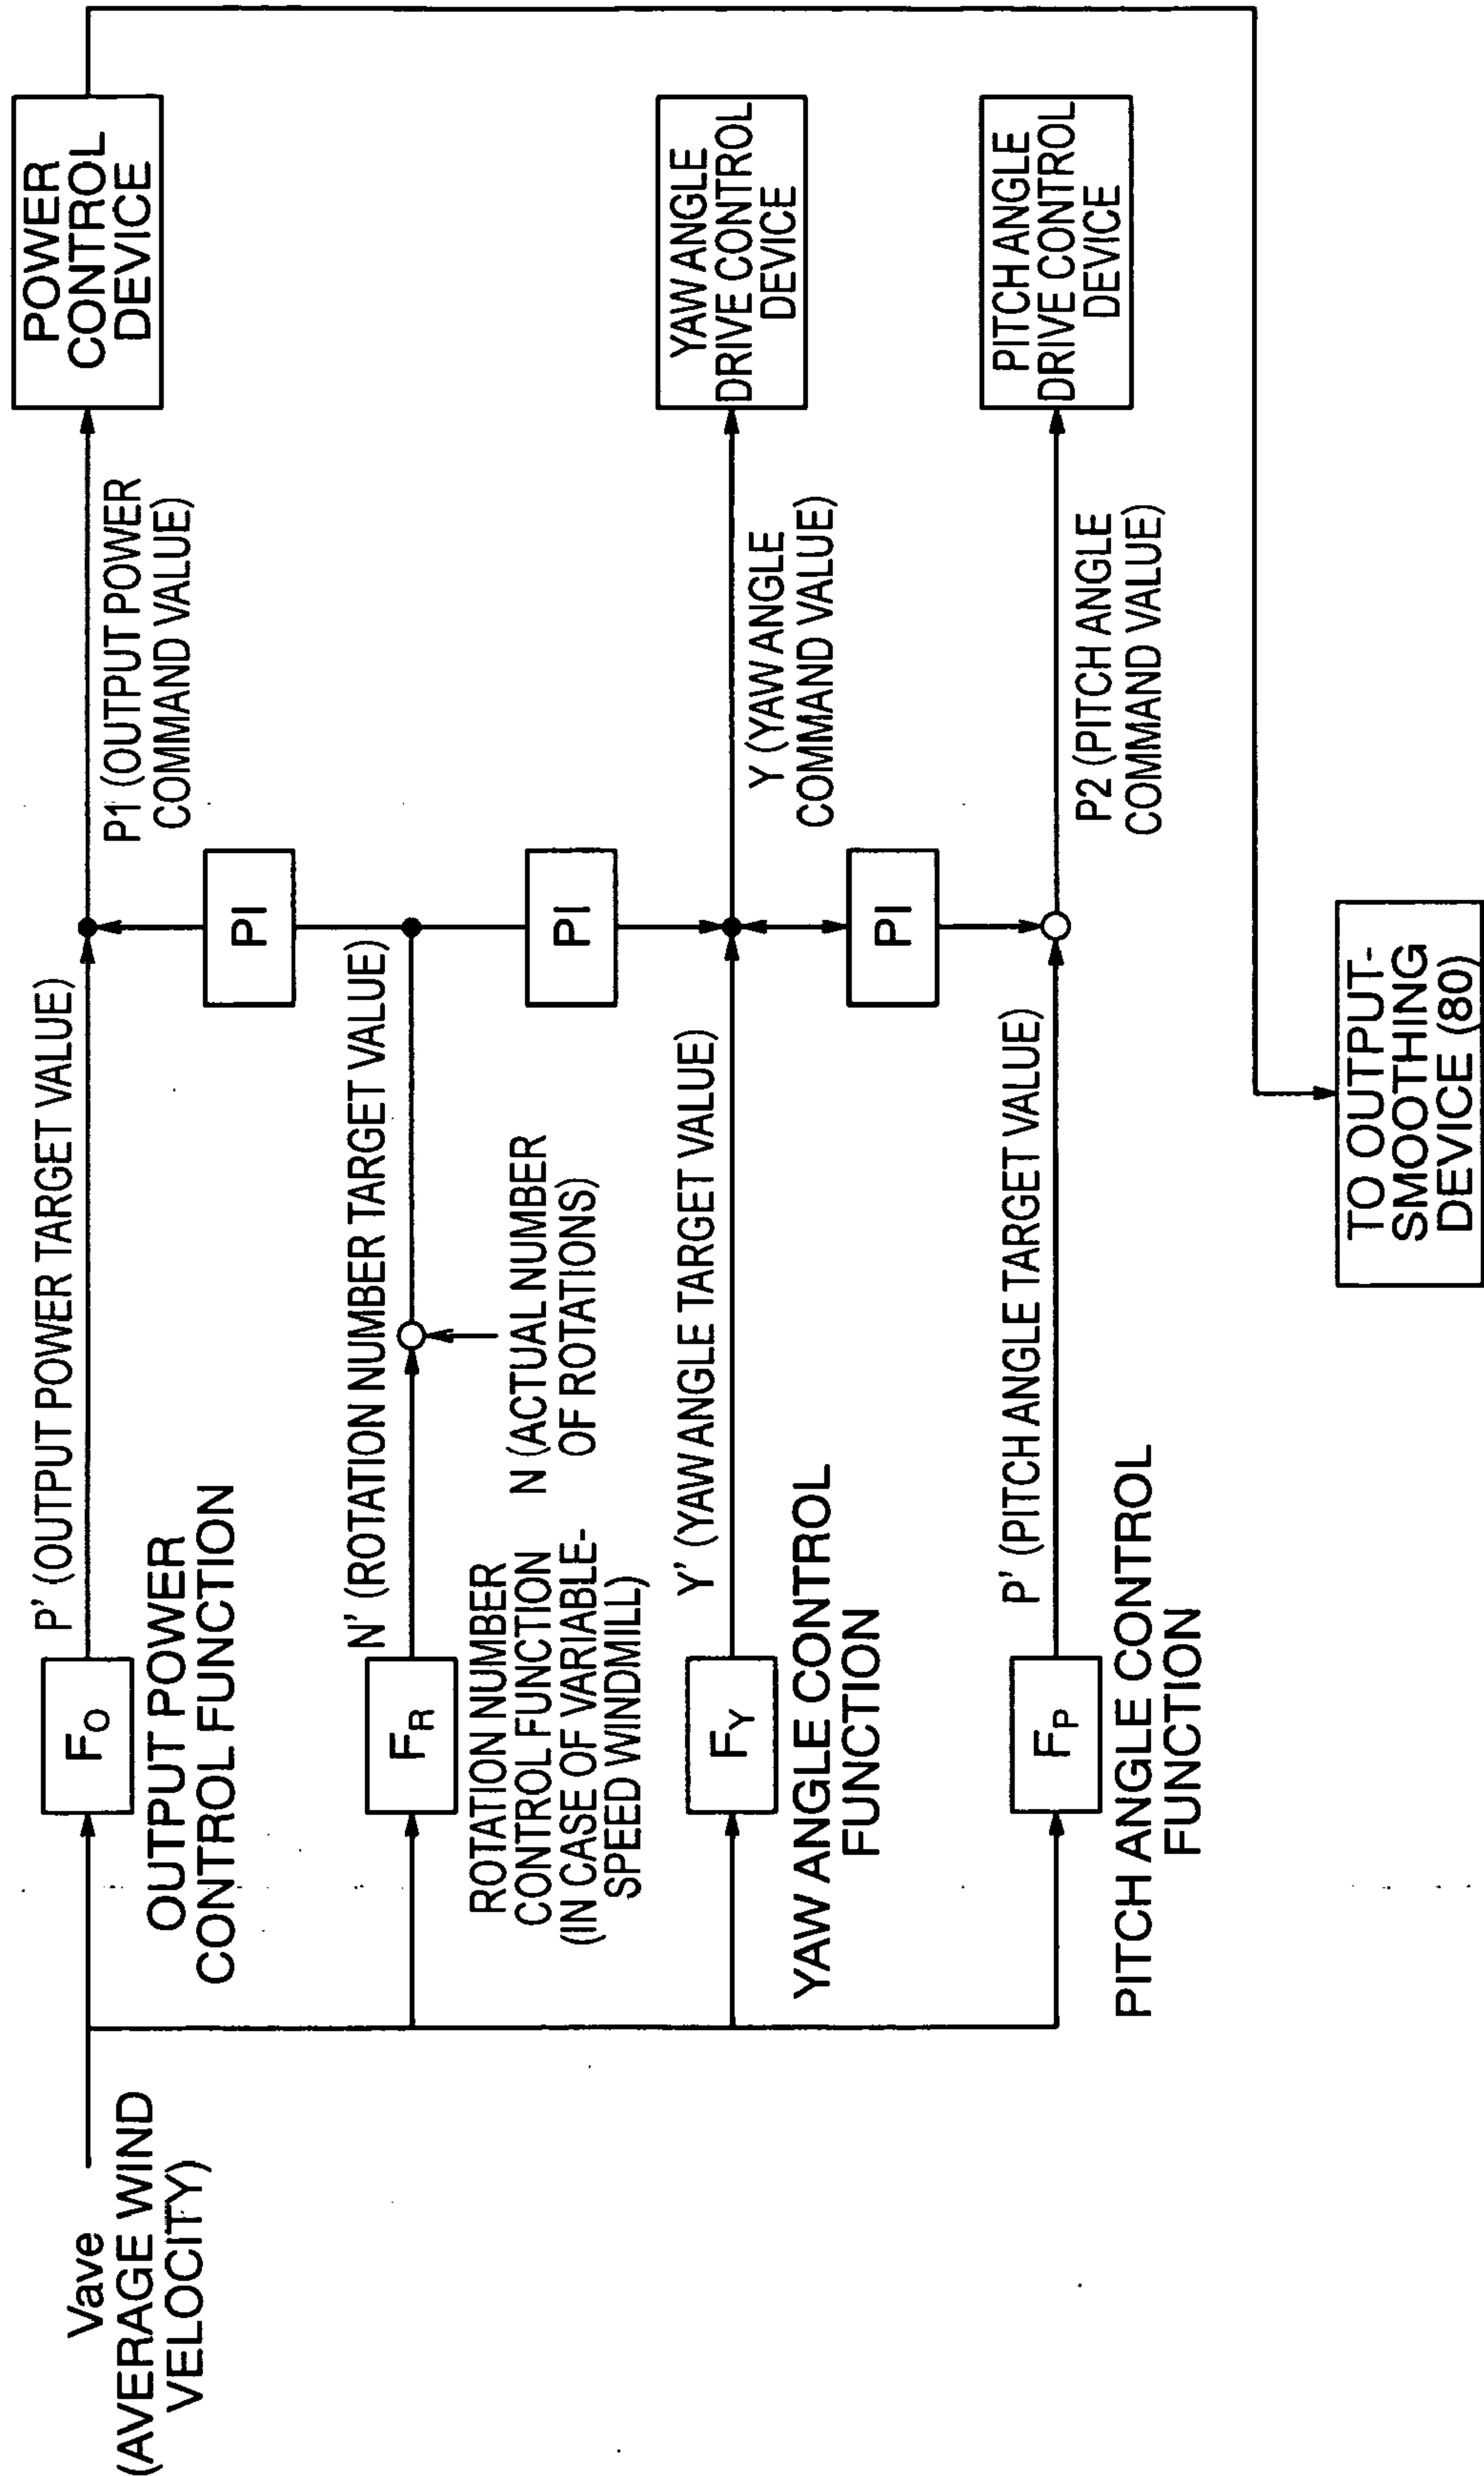 Vave
(AVERAGE WIND
VELOCITY)
F_O
OUTPUT POWER
CONTROL FUNCTION
P' (OUTPUT POWER TARGET VALUE)
PI
P1 (OUTPUT POWER
COMMAND VALUE)
POWER
CONTROL
DEVICE
F_R
ROTATION NUMBER
CONTROL FUNCTION
(IN CASE OF VARIABLE-
SPEED WINDMILL)
N' (ROTATION NUMBER TARGET VALUE)
N (ACTUAL NUMBER
OF ROTATIONS)
PI
F_Y
YAW ANGLE CONTROL
FUNCTION
Y' (YAW ANGLE TARGET VALUE)
Y (YAW ANGLE
COMMAND VALUE)
YAW ANGLE
DRIVE CONTROL
DEVICE
PI
F_P
PITCH ANGLE CONTROL
FUNCTION
P' (PITCH ANGLE TARGET VALUE)
P2 (PITCH ANGLE
COMMAND VALUE)
PITCH ANGLE
DRIVE CONTROL
DEVICE
TO OUTPUT-
SMOOTHING
DEVICE (80)